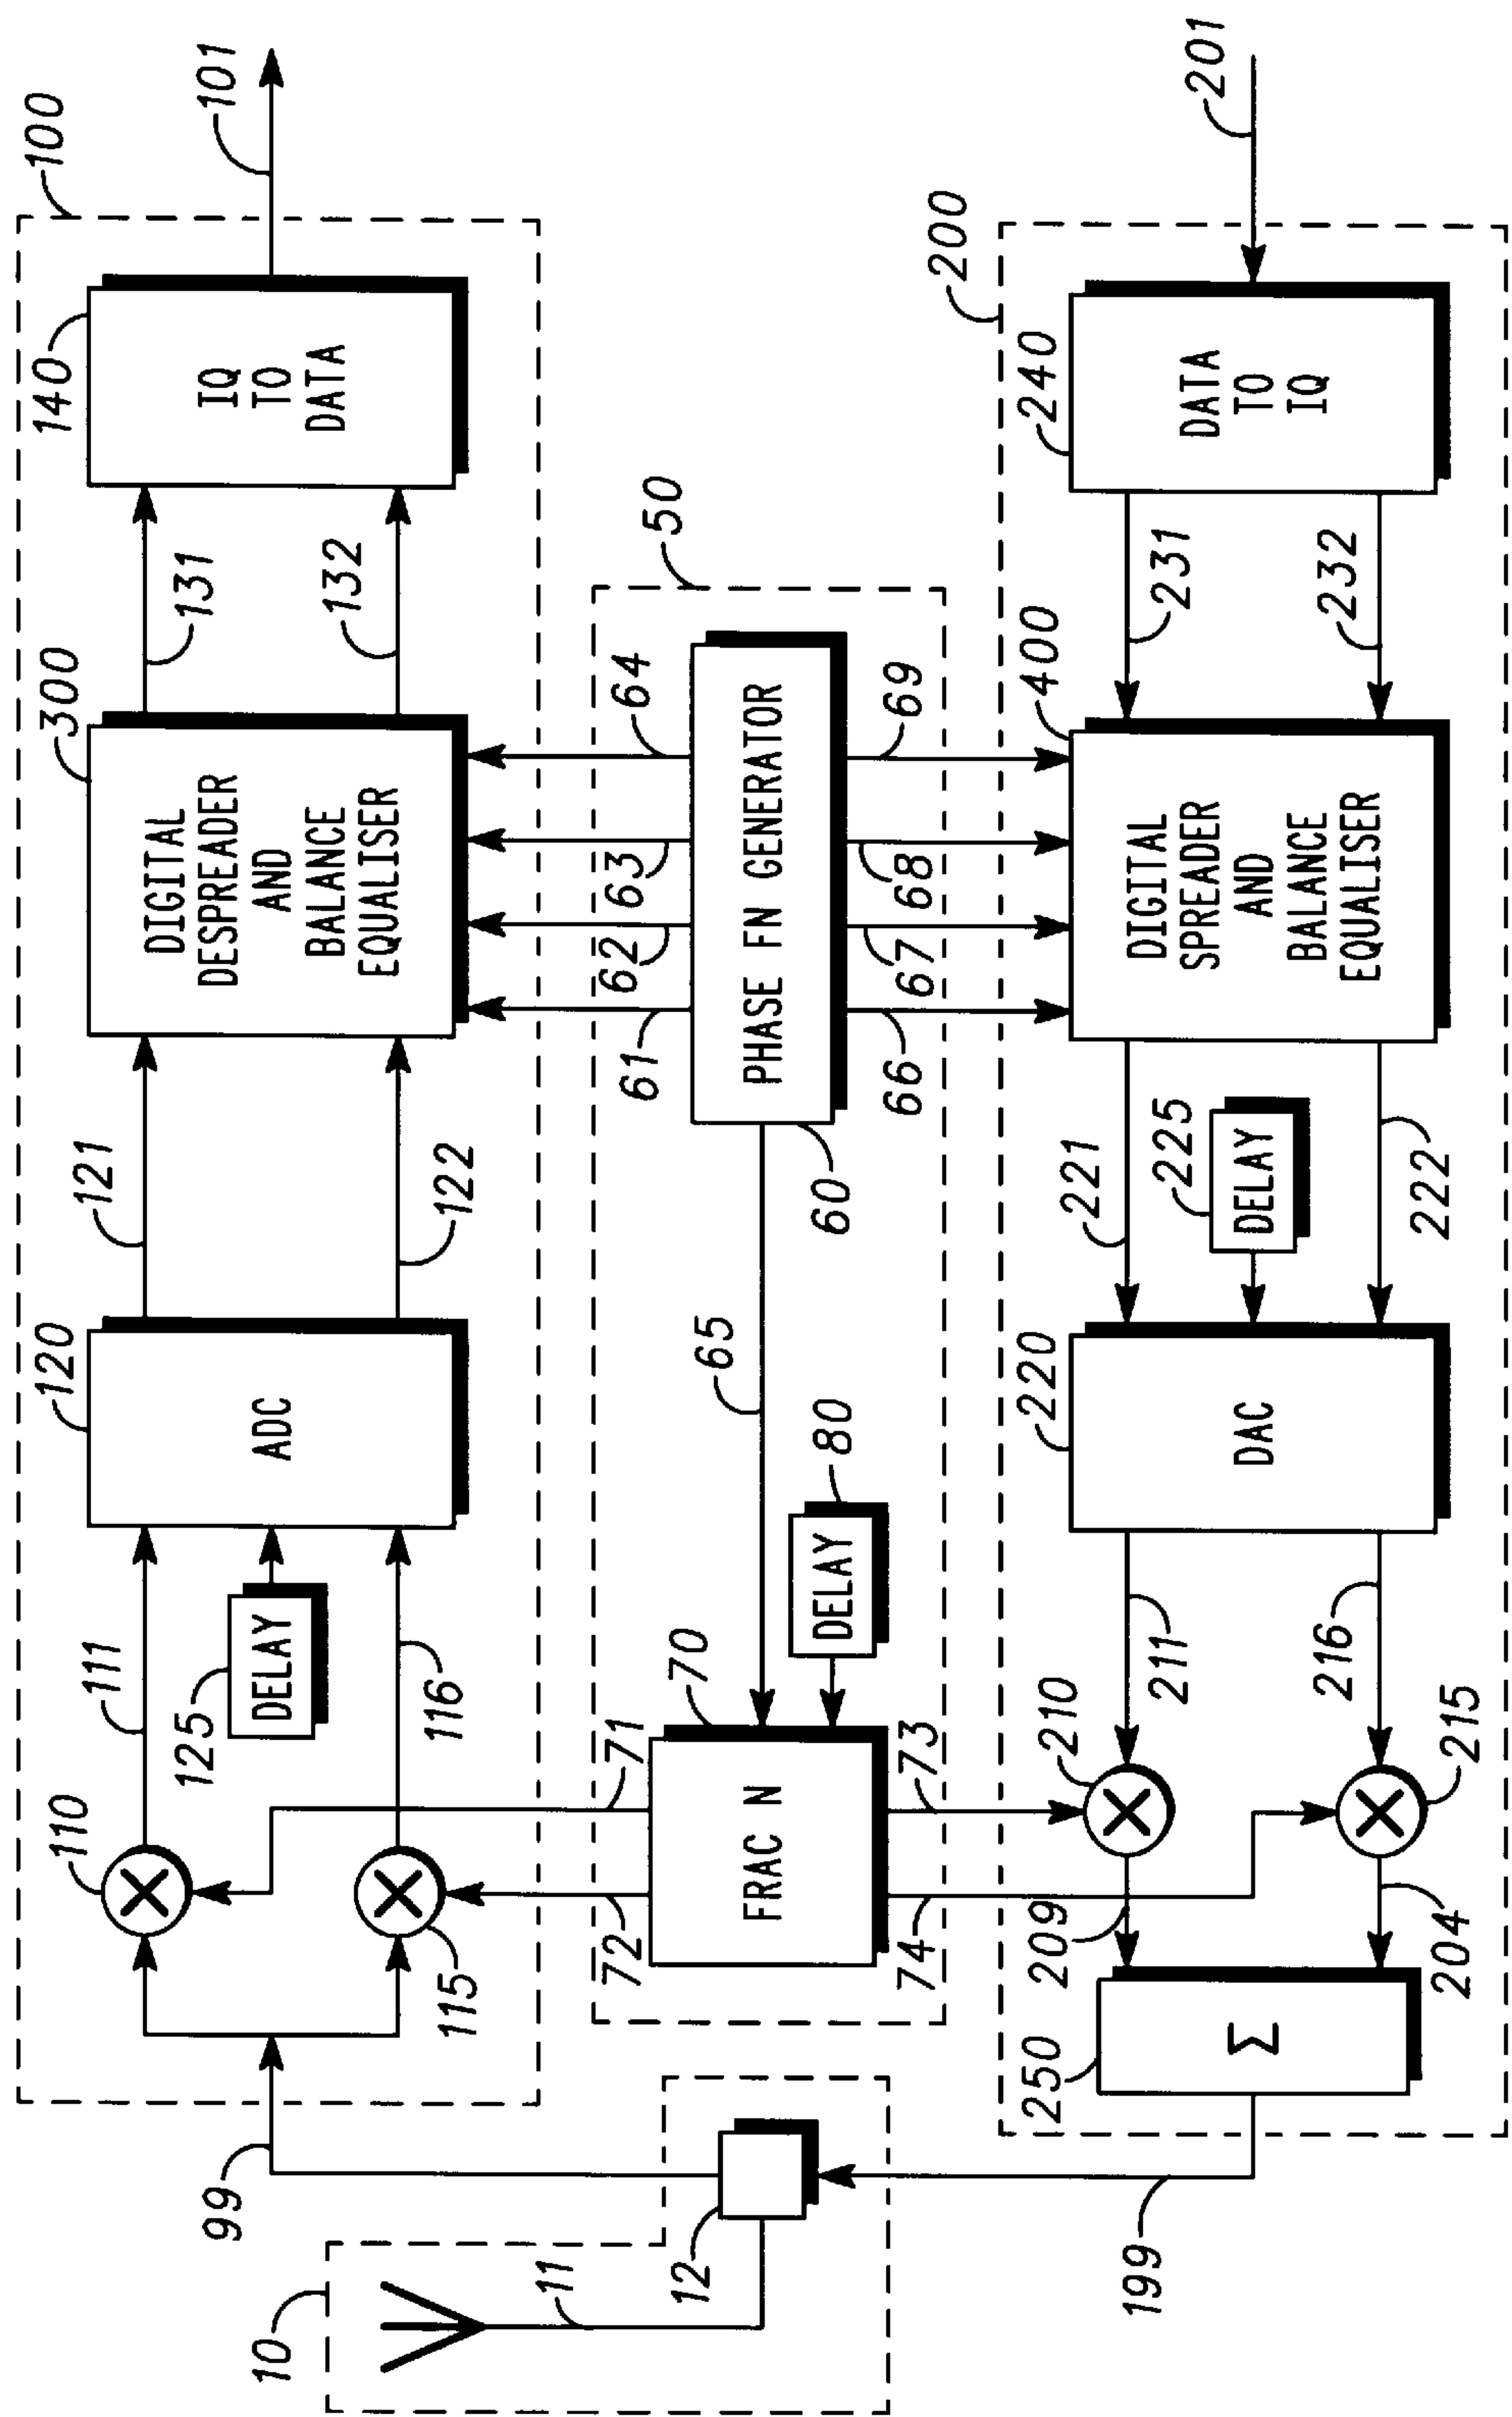 100
101
140
IQ
TO
DATA
131
132
300
DIGITAL
DESPREADER
AND
BALANCE
EQUALISER
121
122
120
ADC
111
125
DELAY
116
110
115
99
50
64
63
62
61
PHASE FN GENERATOR
69
68
67
66
60
65
80
DELAY
70
FRAC N
71
72
73
74
10
11
12
199
200
201
240
DATA
TO
IQ
231
232
400
DIGITAL
SPREADER
AND
BALANCE
EQUALISER
221
225
DELAY
222
220
DAC
211
216
210
215
209
204
250
Σ